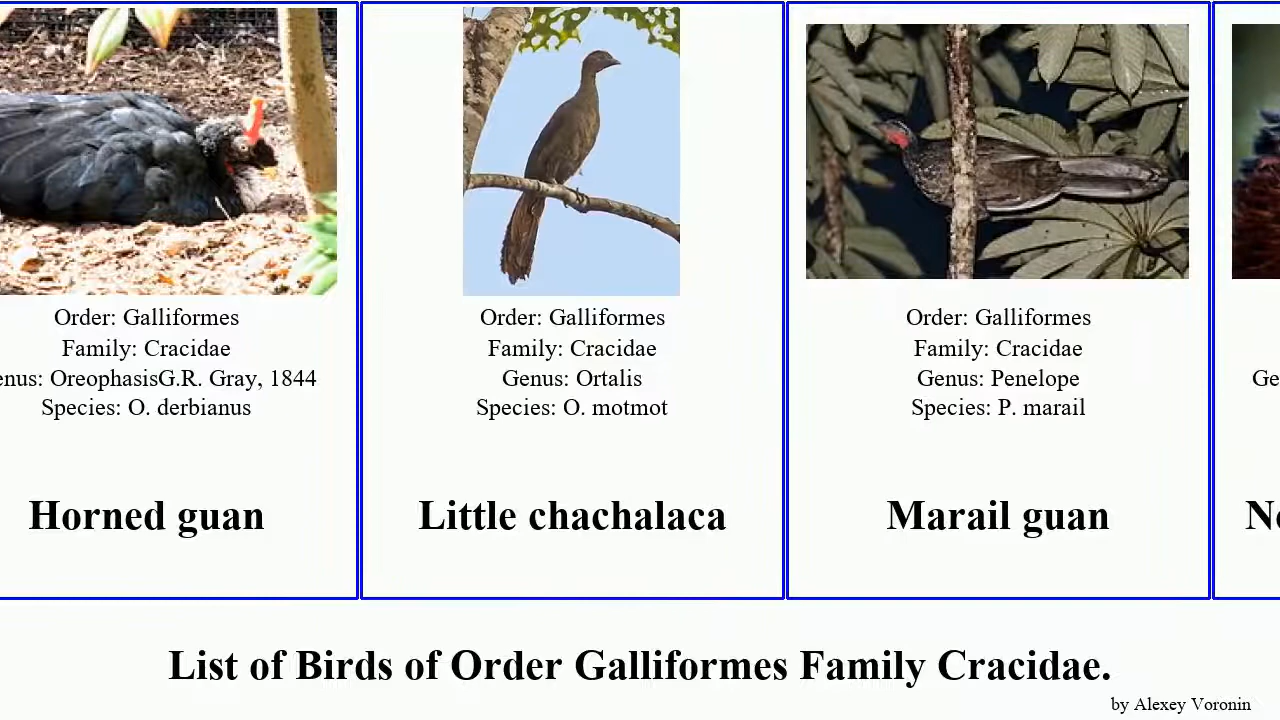 Order: Galliformes
Family: Cracidae
enus: OreophasisG.R. Gray, 1844
Species: O. derbianus
Horned guan
Order: Galliformes
Family: Cracidae
Genus: Ortalis
Species: O. motmot
Little chachalaca
Order: Galliformes
Family: Cracidae
Genus: Penelope
Species: P. marail
Marail guan
Ge
List of Birds of Order Galliformes Family Cracidae.
by Alexey Voronin